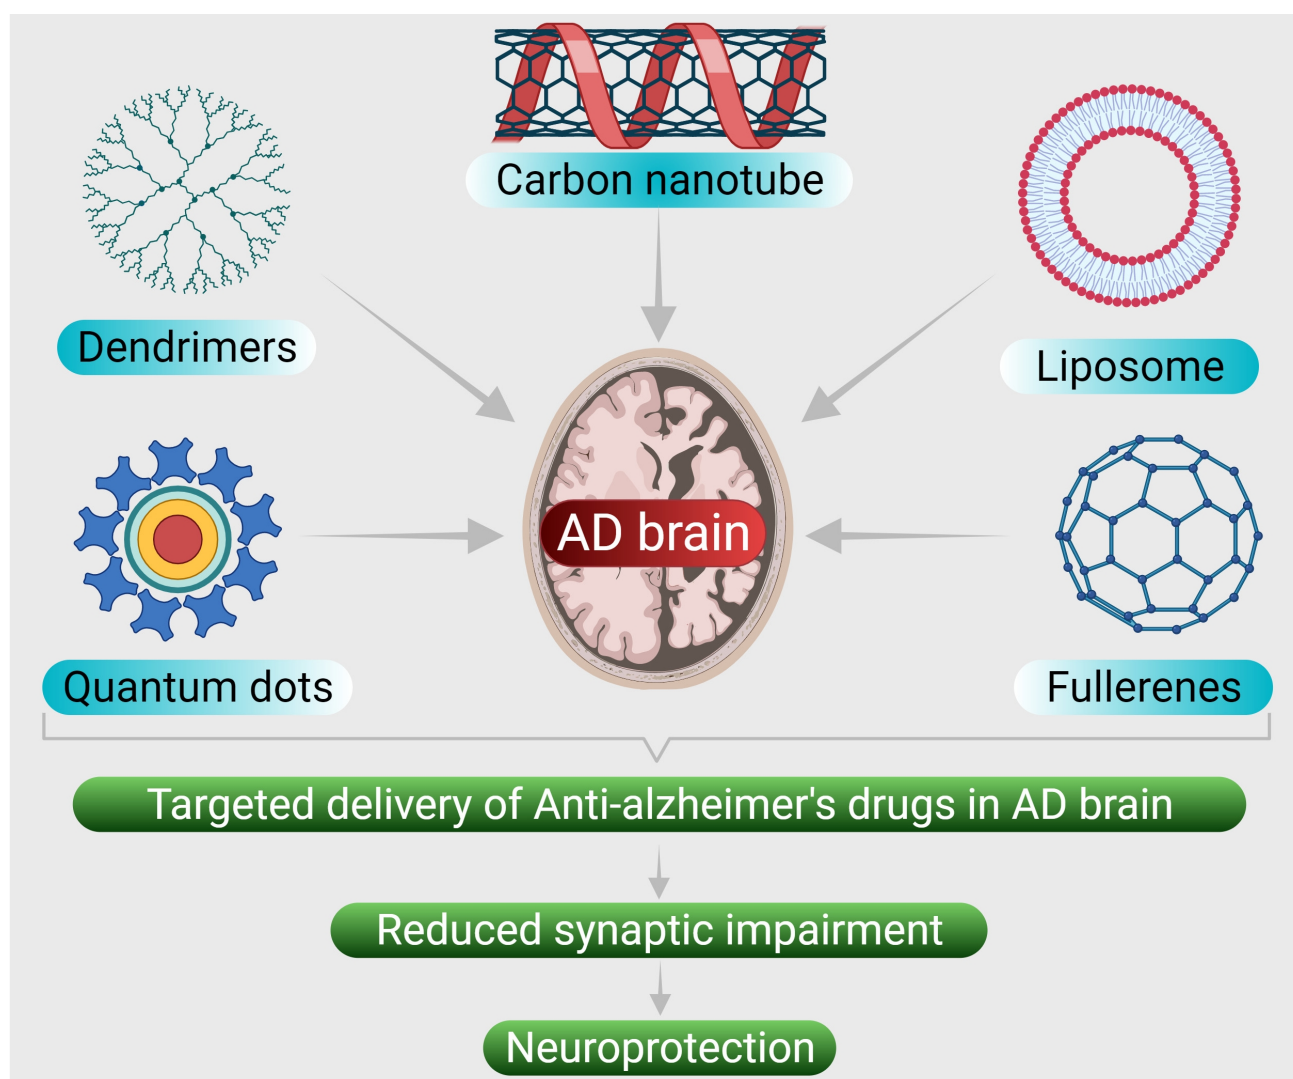 Carbon nanotube
Dendrimers
Liposome
AD brain
Quantum dots
Fullerenes
Targeted delivery of Anti-alzheimer's drugs in AD brain
Reduced synaptic impairment
Neuroprotection